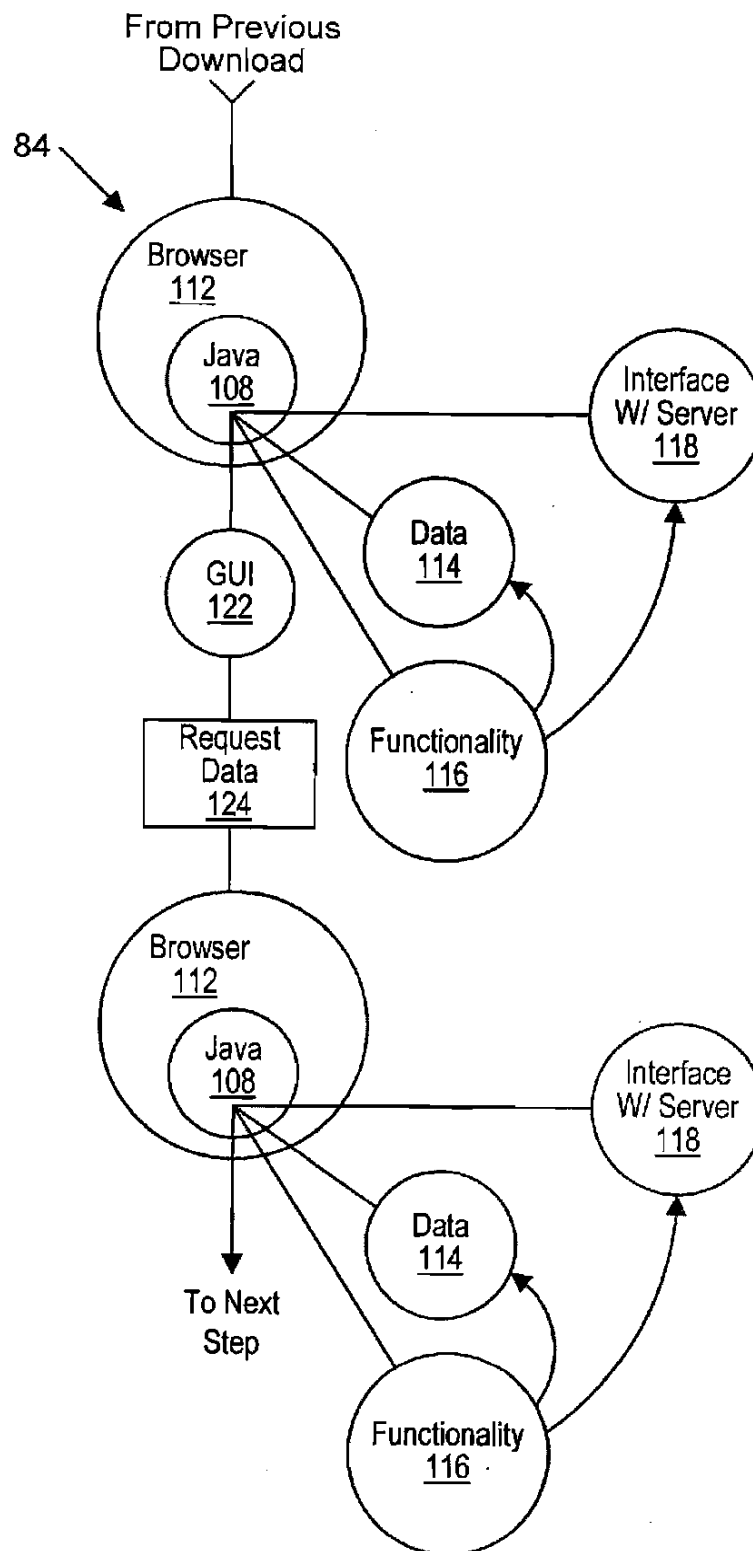 From Previous
Download
84
Browser
112
Java
108
Interface
W/ Server
118
Data
114
GUI
122
Functionality
116
Request
Data
124
Browser
112
Java
108
Interface
W/ Server
118
Data
114
To Next
Step
Functionality
116